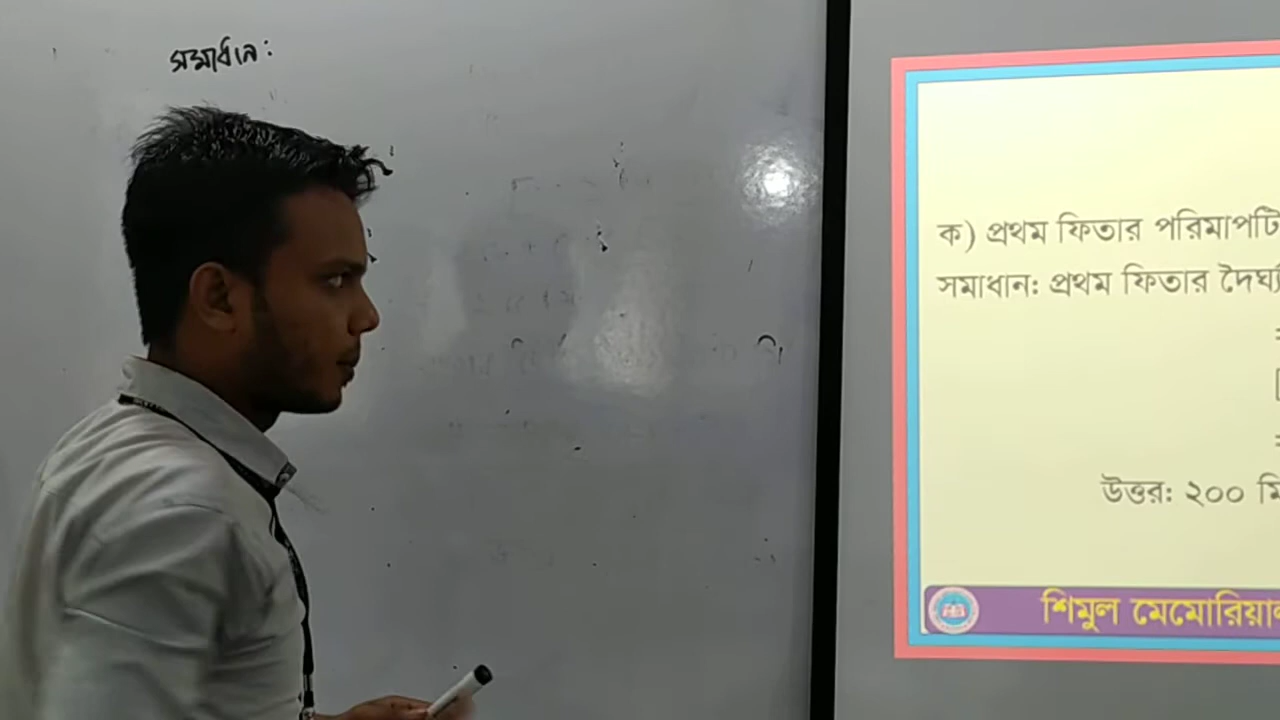 সমাধান:
ক) প্রথম ফিতার পরিমাপটি
সমাধান: প্রথম ফিতার দৈর্ঘ্য
উত্তর: ২০০ মি
শিমুল মেমোরিয়াল